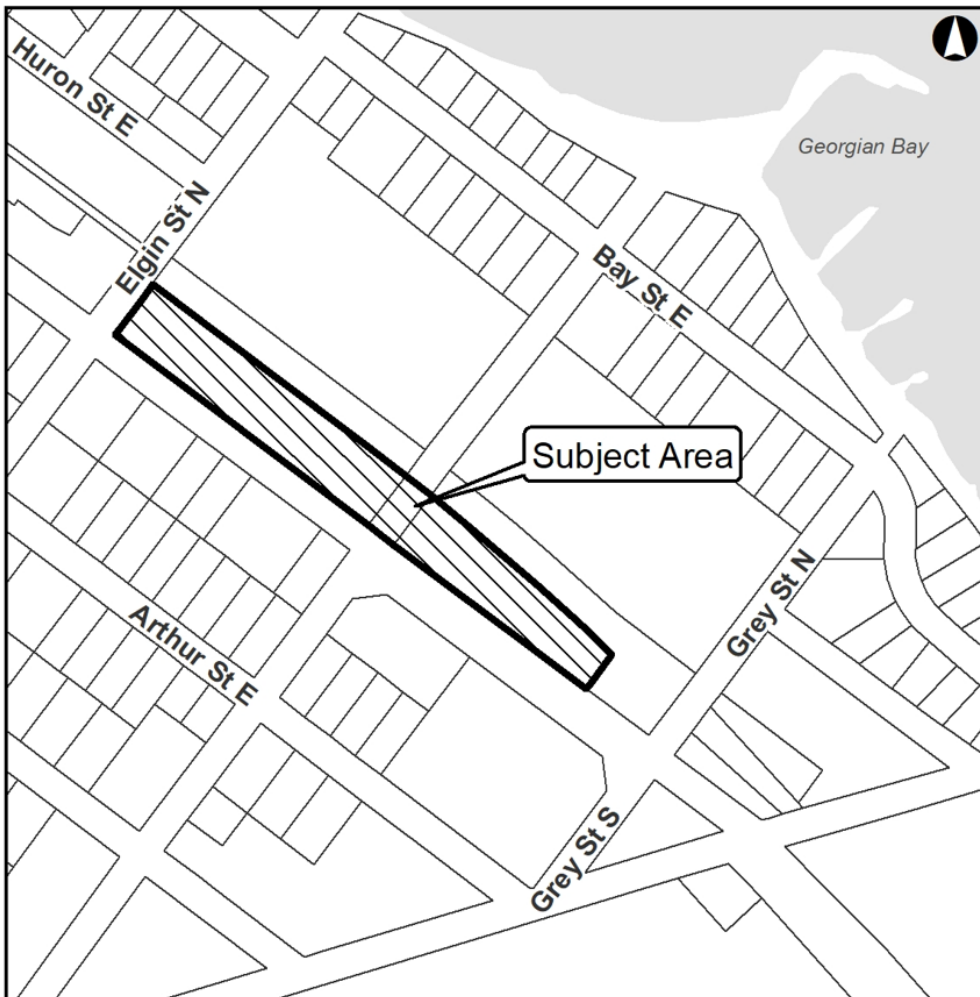 Huron St E
Georgian Bay
Elgin St N
Bay St E
Subject Area
Grey St N
Arthur St E
Grey St S